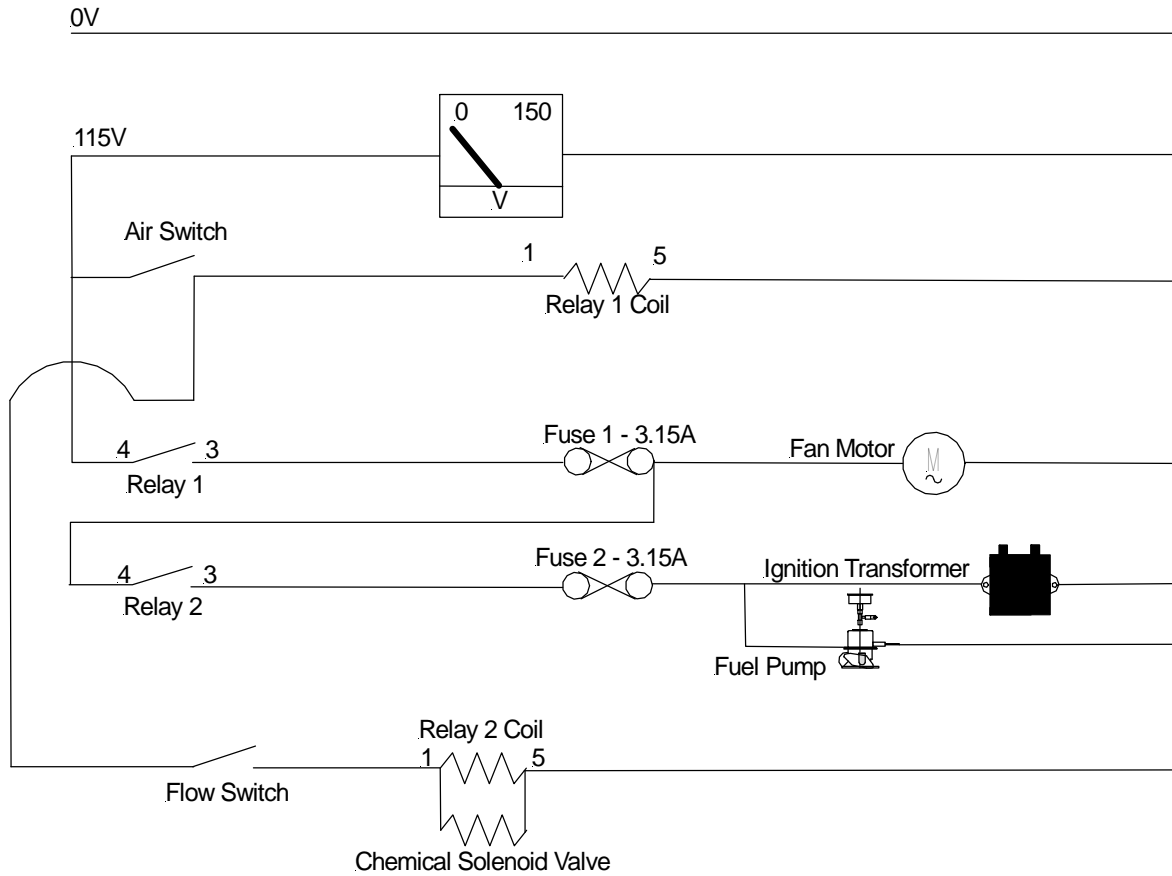 0V
0 150
115V
V
Air Switch
1 5
Relay 1 Coil
4 3
Relay 1
Fuse 1 - 3.15A
Fan Motor
M
4 3
Relay 2
Fuse 2 - 3.15A
Ignition Transformer
Fuel Pump
Relay 2 Coil
1 5
Flow Switch
Chemical Solenoid Valve